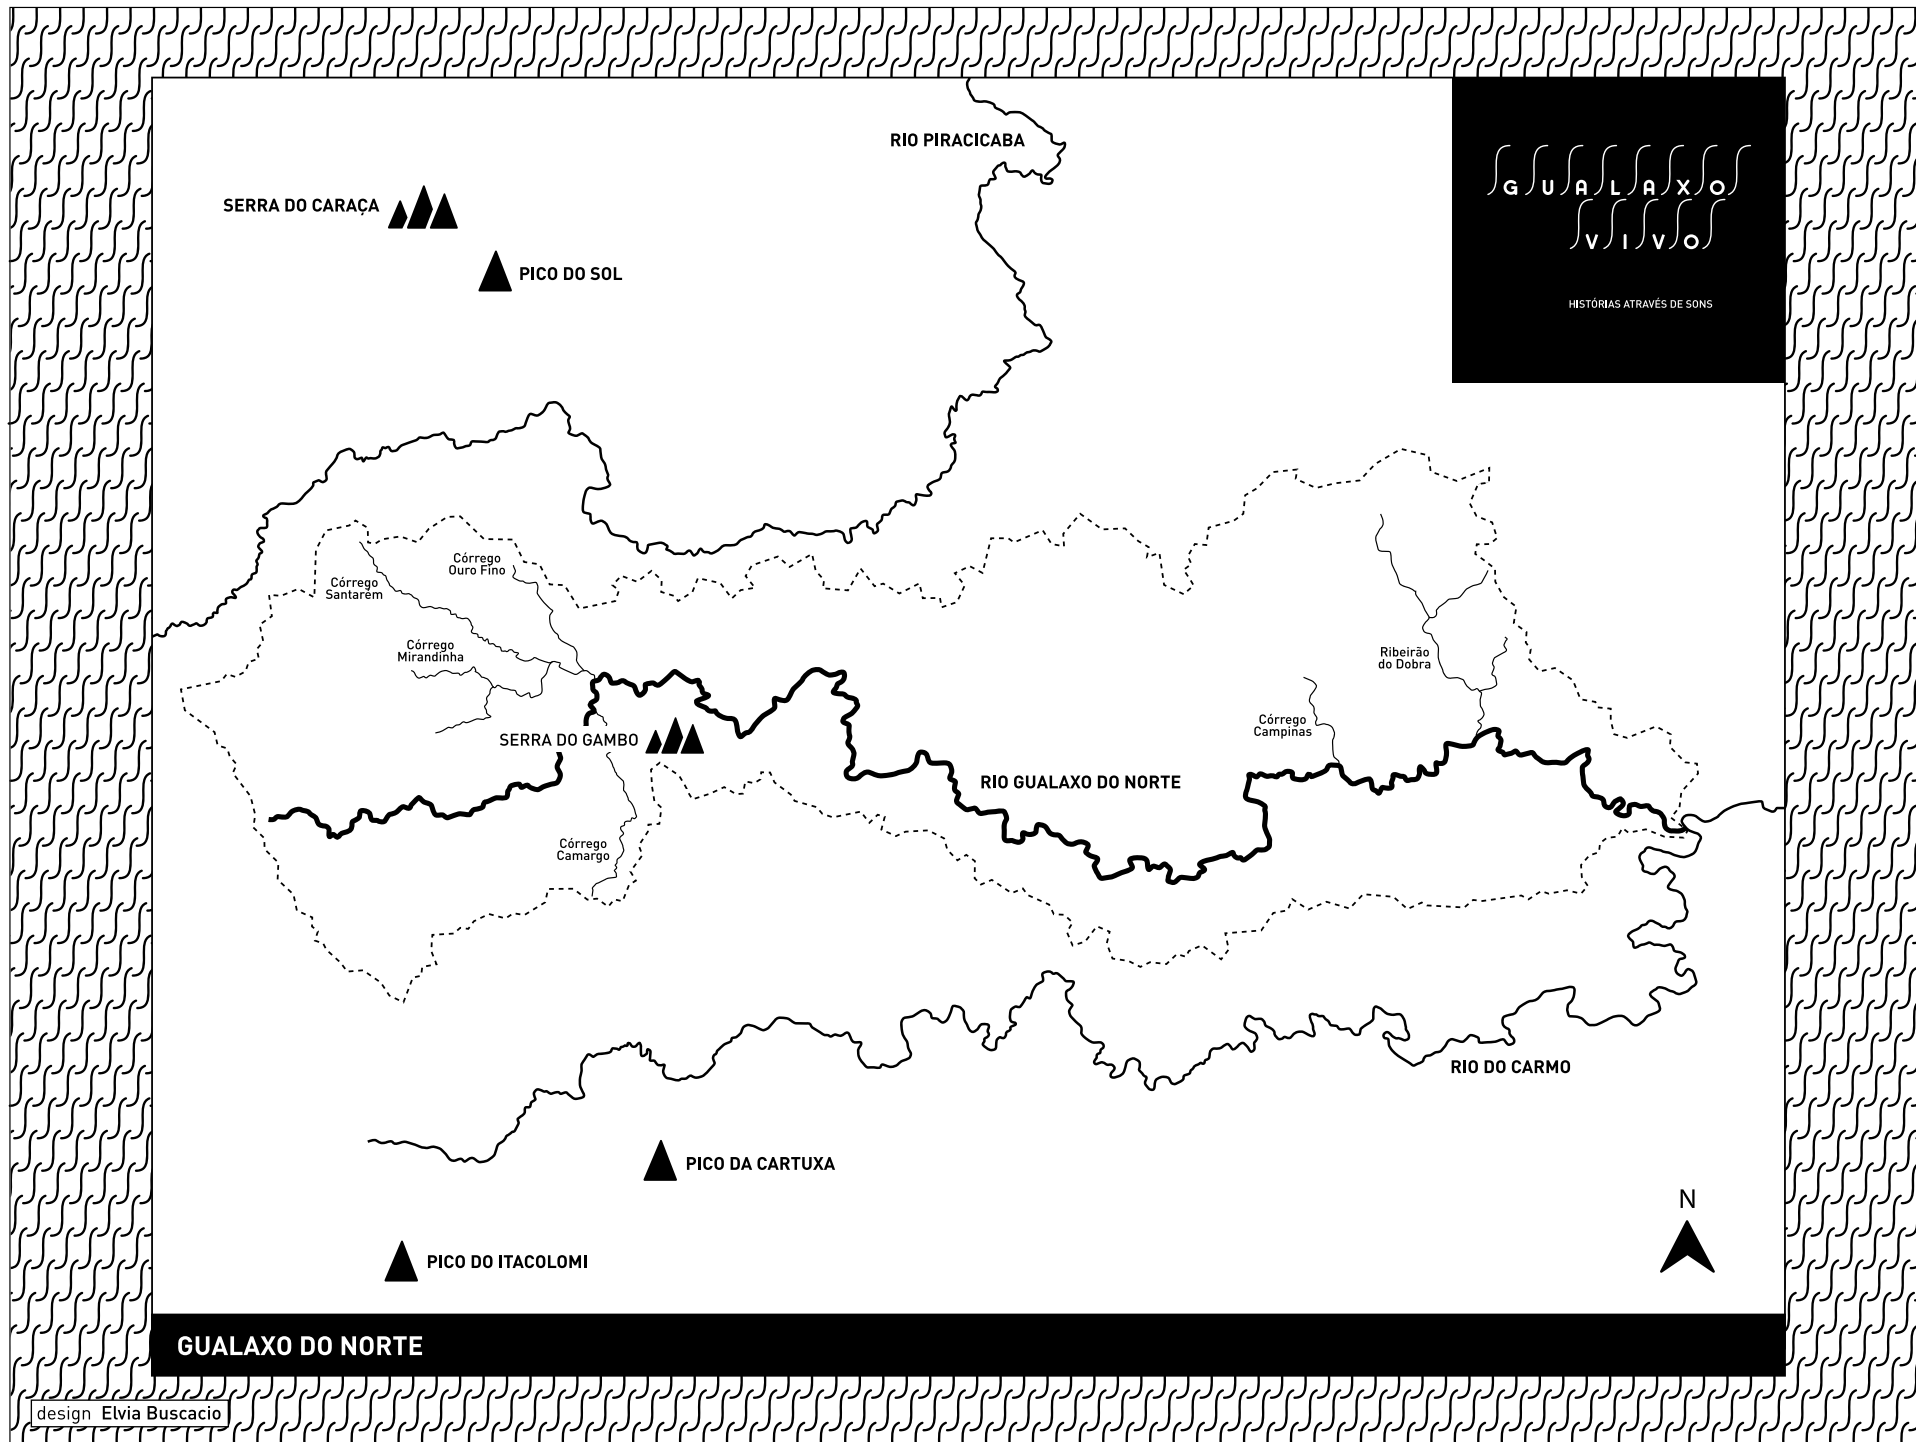 RIO PIRACICABA
GUALAXO
VIVO
HISTÓRIAS ATRAVÉS DE SONS
SERRA DO CARAÇA
PICO DO SOL
Córrego
Ouro Fino
Córrego
Santarém
Córrego
Mirandinha
Ribeirão
do Dobra
Córrego
Campinas
SERRA DO GAMBO
RIO GUALAXO DO NORTE
Córrego
Camargo
RIO DO CARMO
PICO DA CARTUXA
N
PICO DO ITACOLOMI
GUALAXO DO NORTE
design Elvia Buscacio